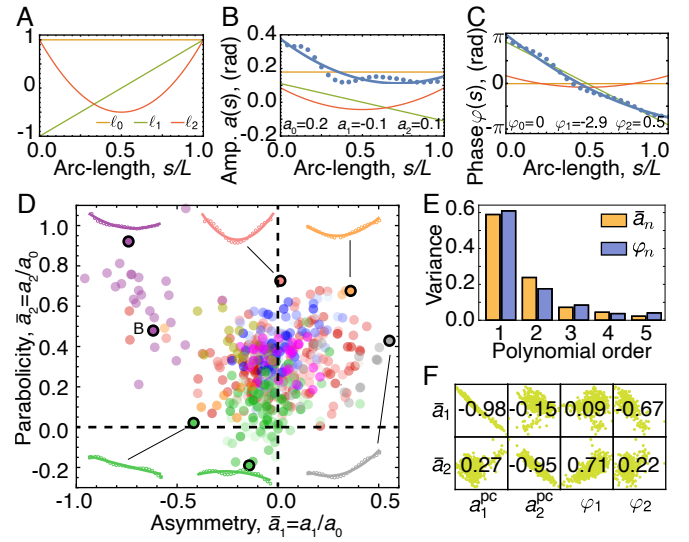 A
1
0
-1
ℓ0 ℓ1 ℓ2
0.0 0.5 1.0
Arc-length, s/L
B
Amp. a(s), (rad)
0.4
0.2
0.0
-0.2
a0=0.2 a1=-0.1 a2=0.1
0.0 0.5 1.0
Arc-length, s/L
C
Phase φ(s), (rad)
π
0
-π
φ0=0 φ1=-2.9 φ2=0.5
0.0 0.5 1.0
Arc-length, s/L
D
Parabolicity, ā2=a2/a0
1.0
0.8
0.6
0.4
0.2
0.0
-0.2
B
-1.0 -0.5 0.0 0.5
Asymmetry, ā1=a1/a0
E
Variance
0.6
0.4
0.2
0.0
ān
φn
1 2 3 4 5
Polynomial order
F
ā1 -0.98 -0.15 0.09 -0.67
ā2 0.27 -0.95 0.71 0.22
a1pc a2pc φ1 φ2